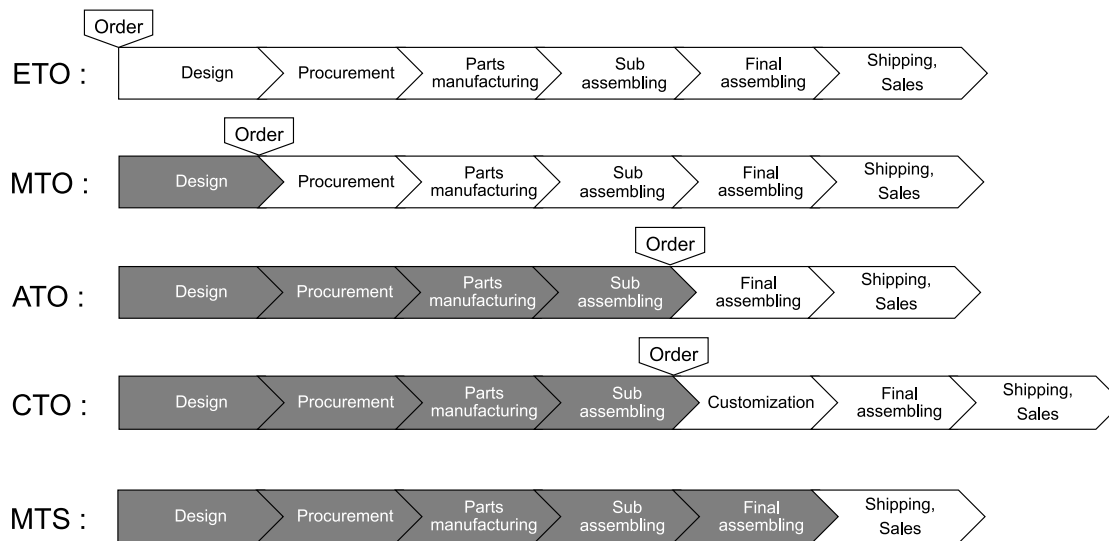 Order
ETO :
Design
Procurement
Parts
manufacturing
Sub
assembling
Final
assembling
Shipping,
Sales
Order
MTO :
Design
Procurement
Parts
manufacturing
Sub
assembling
Final
assembling
Shipping,
Sales
Order
ATO :
Design
Procurement
Parts
manufacturing
Sub
assembling
Final
assembling
Shipping,
Sales
Order
CTO :
Design
Procurement
Parts
manufacturing
Sub
assembling
Customization
Final
assembling
Shipping,
Sales
MTS :
Design
Procurement
Parts
manufacturing
Sub
assembling
Final
assembling
Shipping,
Sales